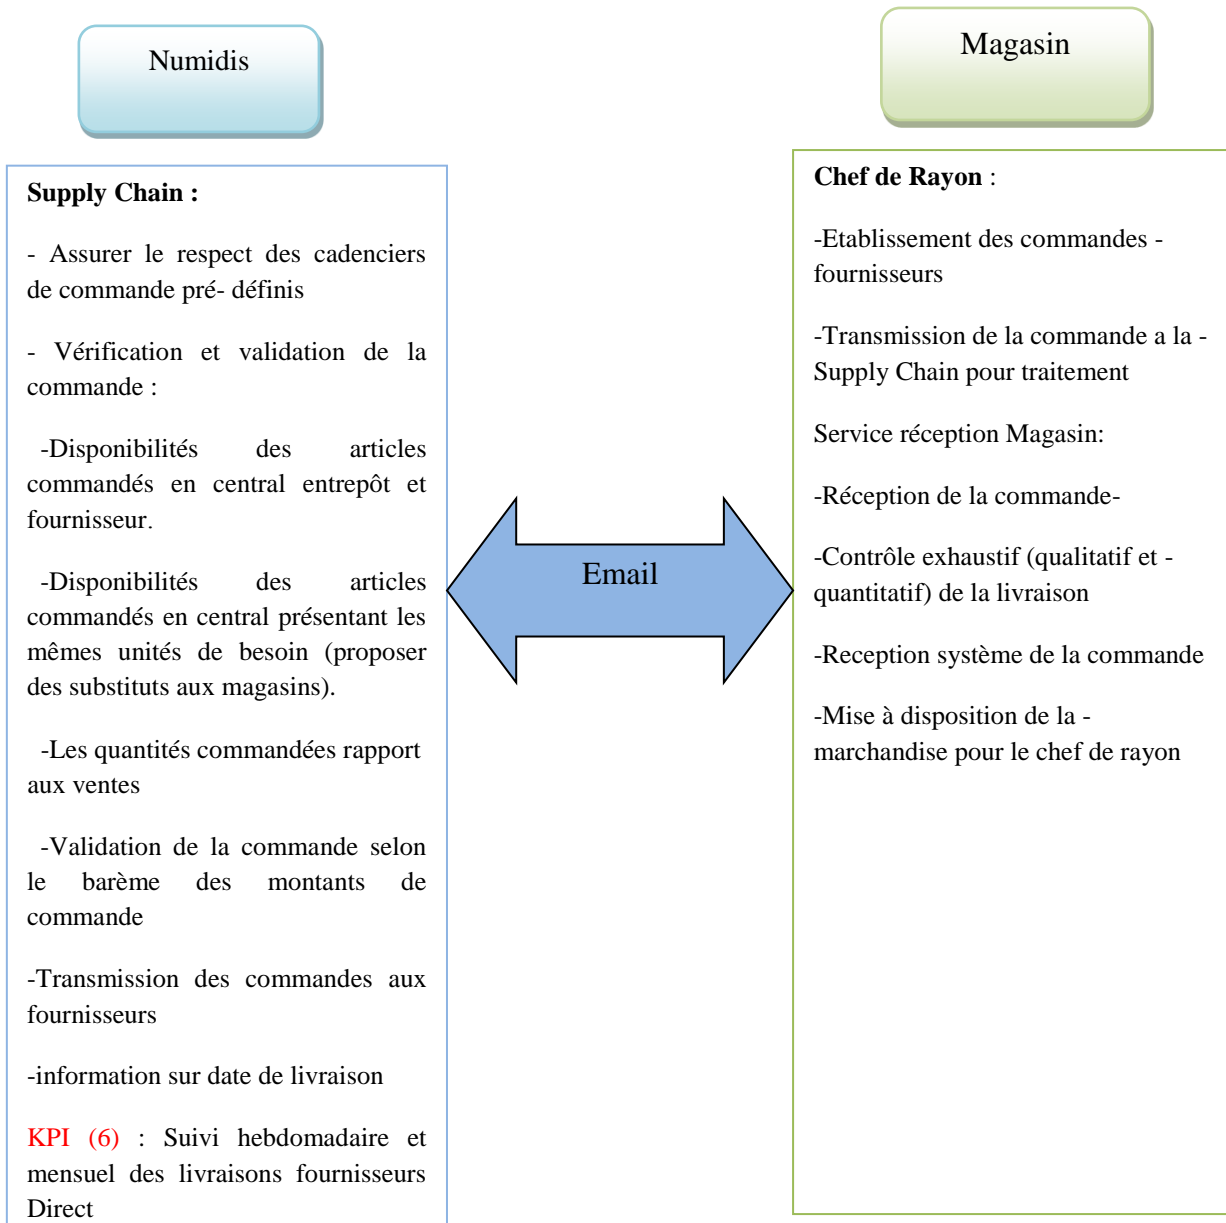 Numidis
Supply Chain :
- Assurer le respect des cadenciers
de commande pré- définis
- Vérification et validation de la
commande :
-Disponibilités des articles
commandés en central entrepôt et
fournisseur.
-Disponibilités des articles
commandés en central présentant les
mêmes unités de besoin (proposer
des substituts aux magasins).
-Les quantités commandées rapport
aux ventes
-Validation de la commande selon
le barème des montants de
commande
-Transmission des commandes aux
fournisseurs
-information sur date de livraison
KPI (6) : Suivi hebdomadaire et
mensuel des livraisons fournisseurs
Direct
Email
Magasin
Chef de Rayon :
-Etablissement des commandes -
fournisseurs
-Transmission de la commande a la -
Supply Chain pour traitement
Service réception Magasin:
-Réception de la commande-
-Contrôle exhaustif (qualitatif et -
quantitatif) de la livraison
-Reception système de la commande
-Mise à disposition de la -
marchandise pour le chef de rayon